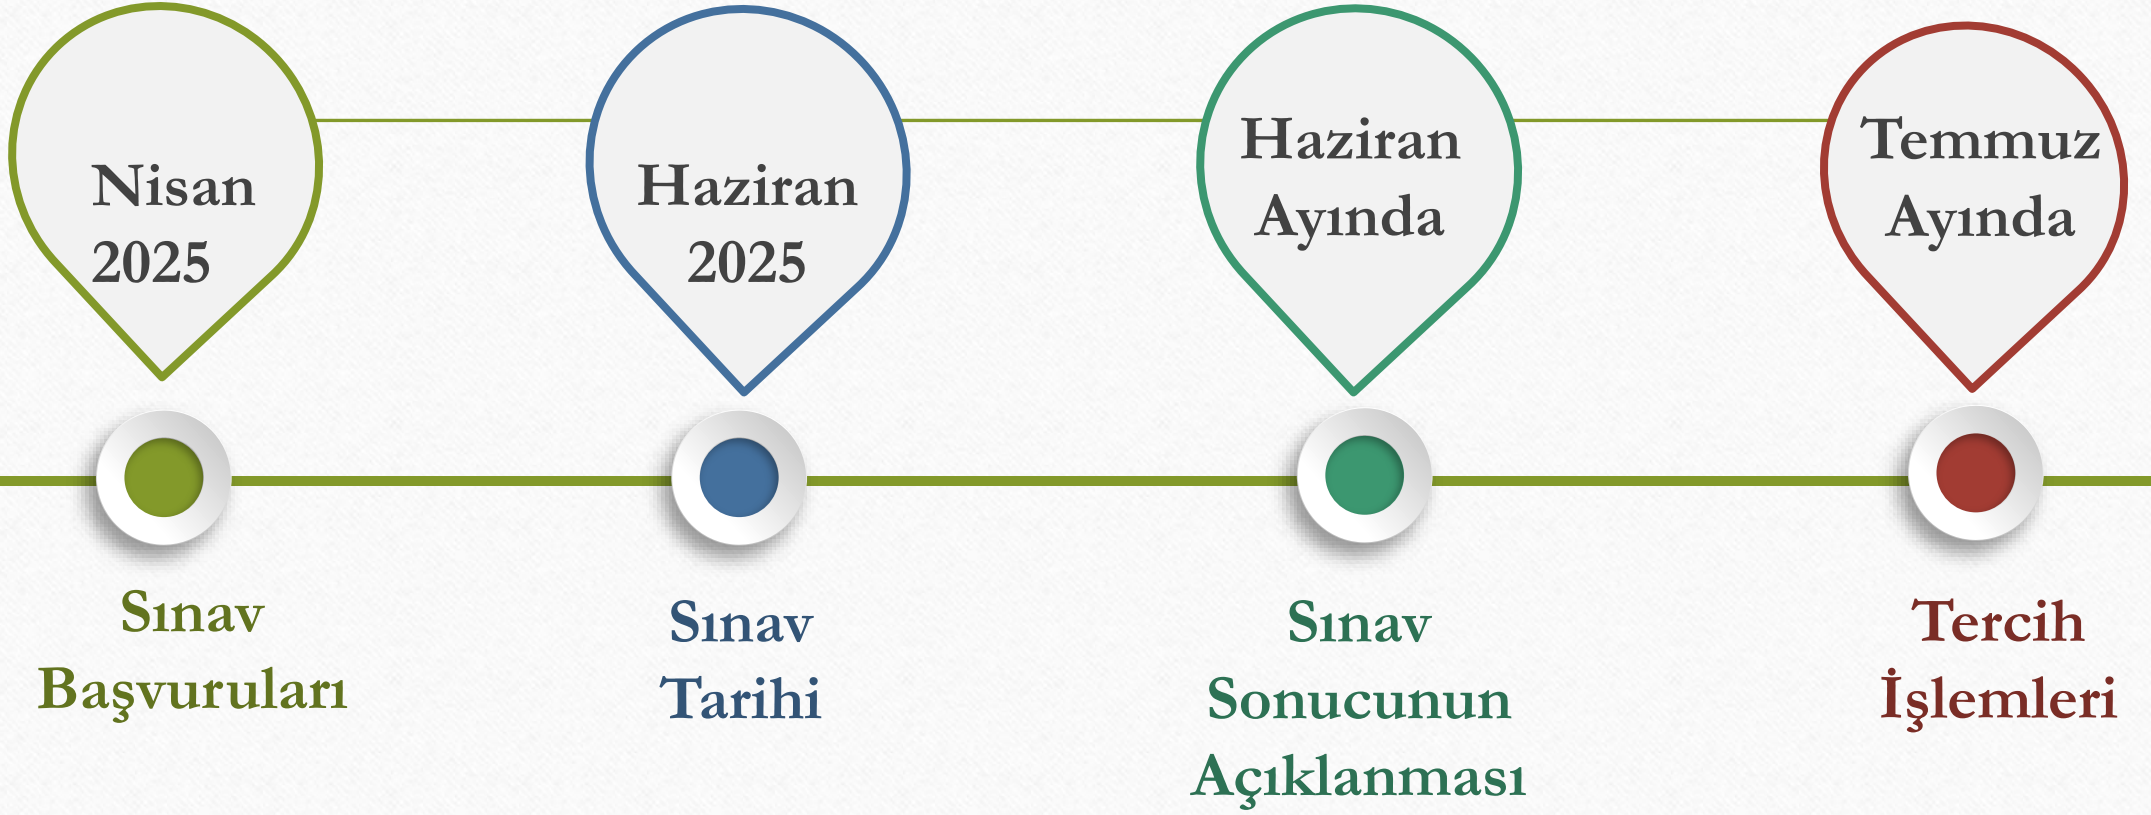 Nisan
2025
Haziran
2025
Haziran
Ayında
Temmuz
Ayında
Sınav
Başvuruları
Sınav
Tarihi
Sınav
Sonucunun
Açıklanması
Tercih
İşlemleri